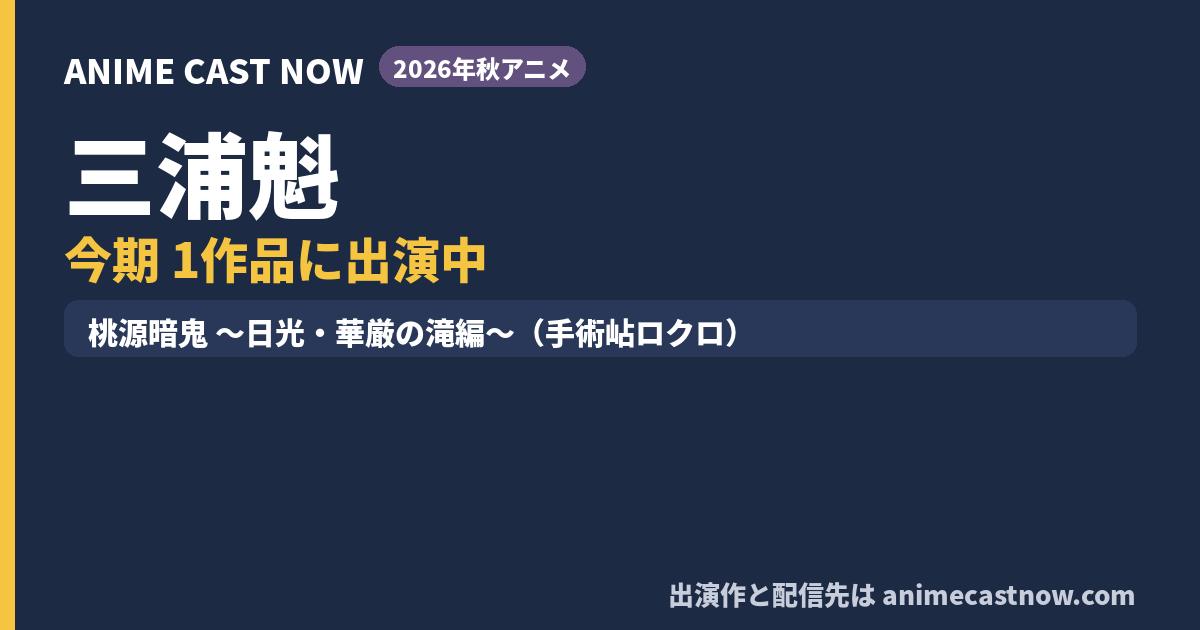 ANIME CAST NOW 2026年秋アニメ
三浦魁
今期 1作品に出演中
桃源暗鬼 ～日光・華厳の滝編～（手術岾ロクロ）
出演作と配信先は animecastnow.com